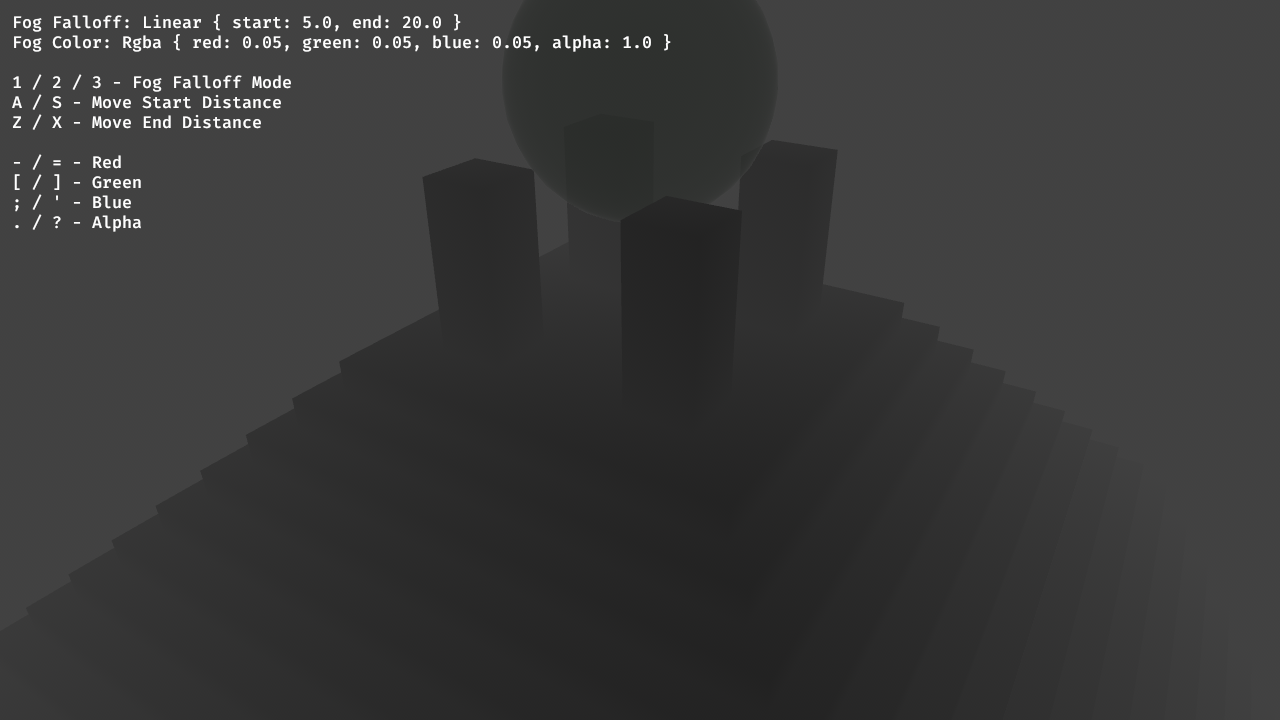 Fog Falloff: Linear { start: 5.0, end: 20.0 }
Fog Color: Rgba { red: 0.05, green: 0.05, blue: 0.05, alpha: 1.0 }
1 / 2 / 3 - Fog Falloff Mode
A / S - Move Start Distance
Z / X - Move End Distance
- / = - Red
[ / ] - Green
; / ' - Blue
. / ? - Alpha